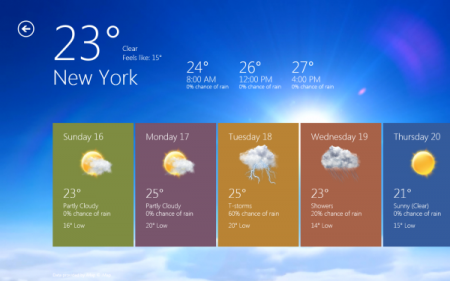 23°
Clear
Feels like: 15°
New York
24° 26° 27°
8:00 AM 12:00 PM 4:00 PM
0% chance of rain 0% chance of rain 0% chance of rain
Sunday 16
23°
Partly Cloudy
0% chance of rain
16° Low
Monday 17
25°
Partly Cloudy
0% chance of rain
20° Low
Tuesday 18
25°
T-storms
60% chance of rain
20° Low
Wednesday 19
23°
Showers
20% chance of rain
14° Low
Thursday 20
21°
Sunny (Clear)
0% chance of rain
15° Low